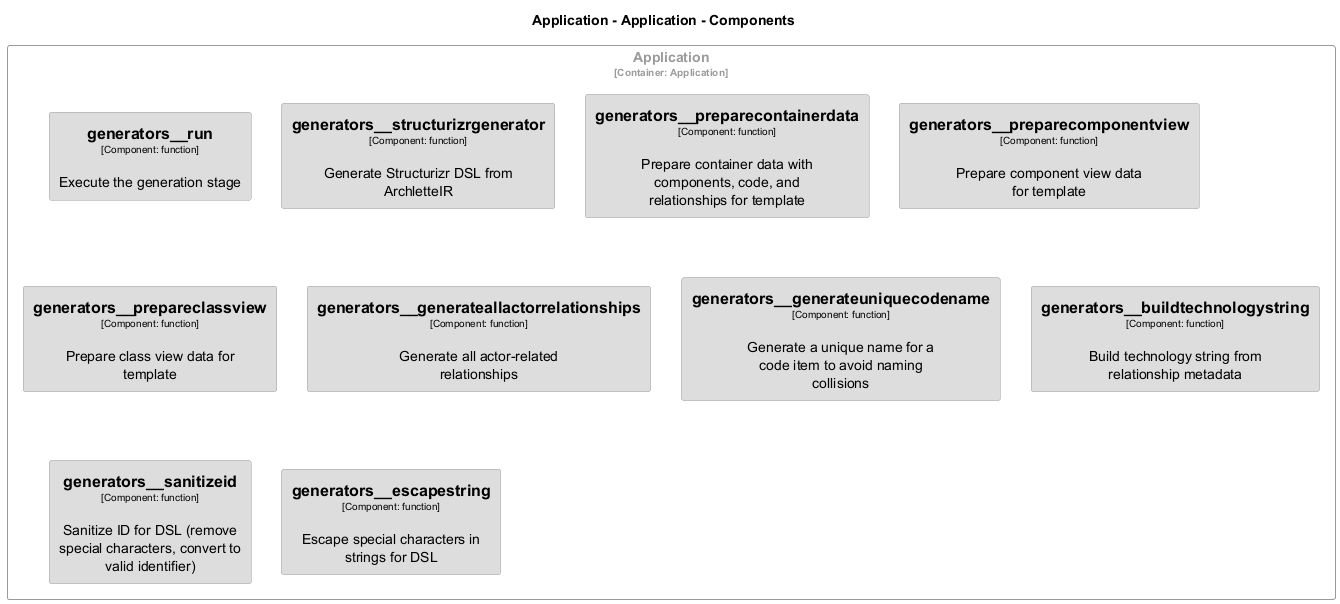 Application - Application - Components
Application
[Container: Application]
generators__run
[Component: function]
Execute the generation stage
generators__structurizrgenerator
[Component: function]
Generate Structurizr DSL from
ArchletteIR
generators__preparecontainerdata
[Component: function]
Prepare container data with
components, code, and
relationships for template
generators__preparecomponentview
[Component: function]
Prepare component view data
for template
generators__prepareclassview
[Component: function]
Prepare class view data for
template
generators__generateallactorrelationships
[Component: function]
Generate all actor-related
relationships
generators__generateuniquecodename
[Component: function]
Generate a unique name for a
code item to avoid naming
collisions
generators__buildtechnologystring
[Component: function]
Build technology string from
relationship metadata
generators__sanitizeid
[Component: function]
Sanitize ID for DSL (remove
special characters, convert to
valid identifier)
generators__escapestring
[Component: function]
Escape special characters in
strings for DSL